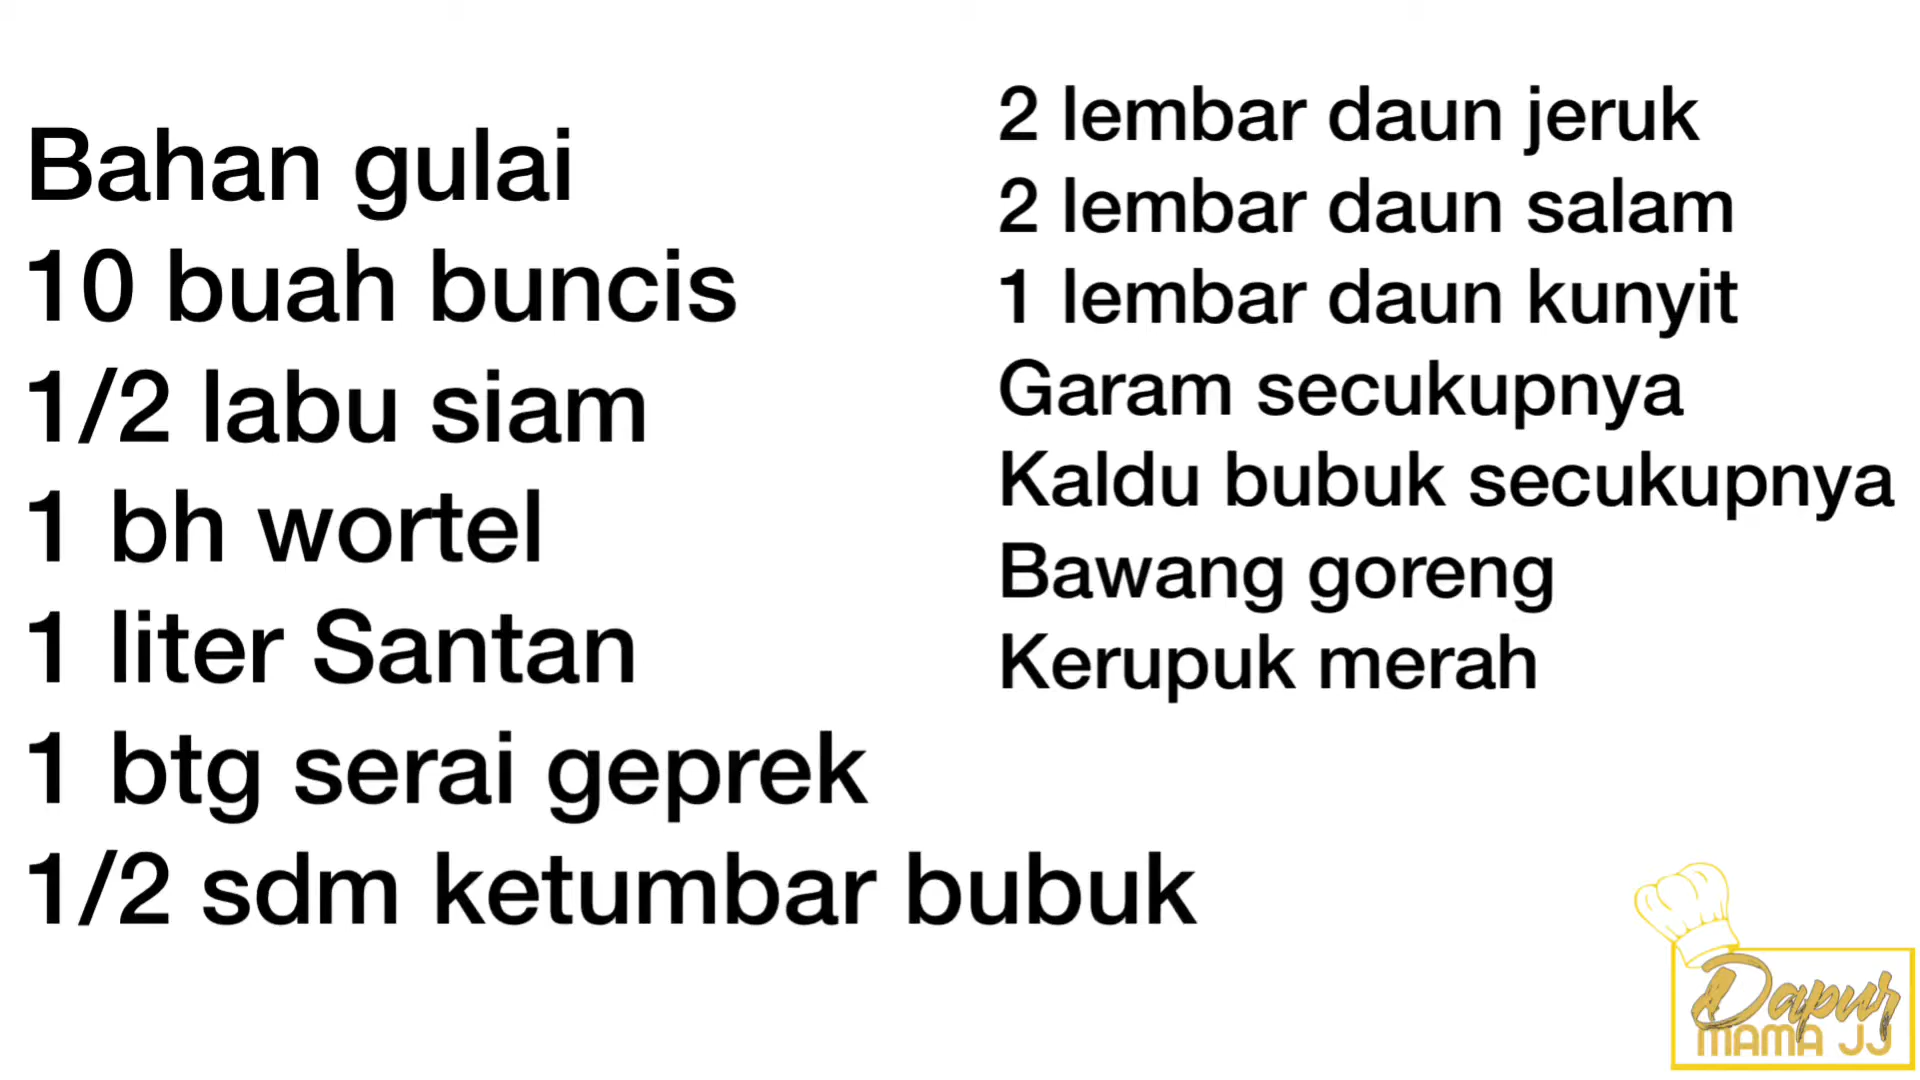 Bahan gulai
10 buah buncis
1/2 labu siam
1 bh wortel
1 liter Santan
1 btg serai geprek
1/2 sdm ketumbar bubuk
2 lembar daun jeruk
2 lembar daun salam
1 lembar daun kunyit
Garam secukupnya
Kaldu bubuk secukupnya
Bawang goreng
Kerupuk merah
Dapur
MAMA JJ